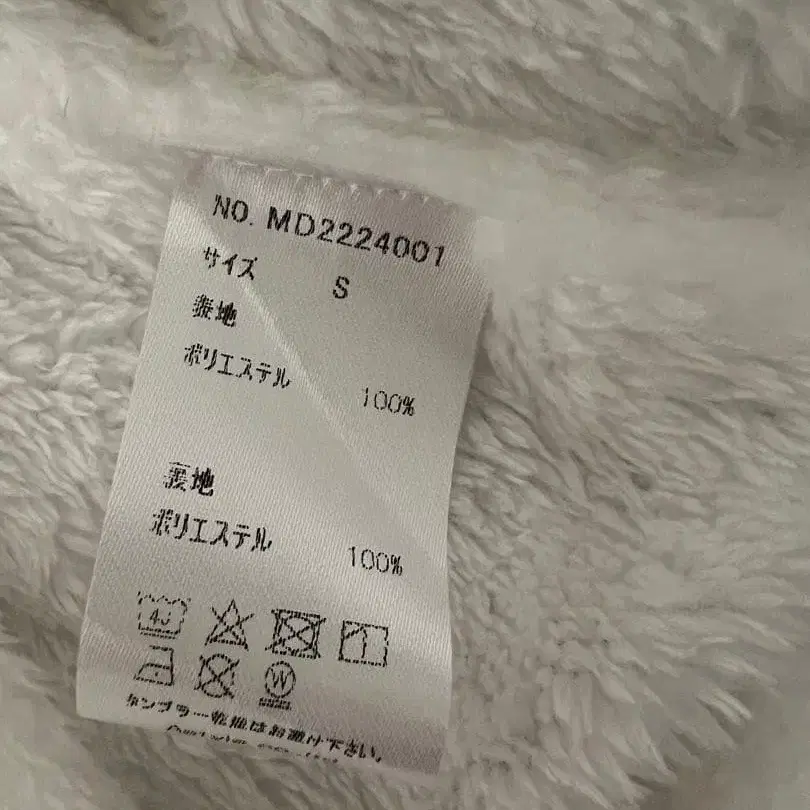 NO. MD2224001
サイズ S
表地
ポリエステル 100%
裏地
ポリエステル 100%
40
W
タンブラー乾燥はお避け下さい。